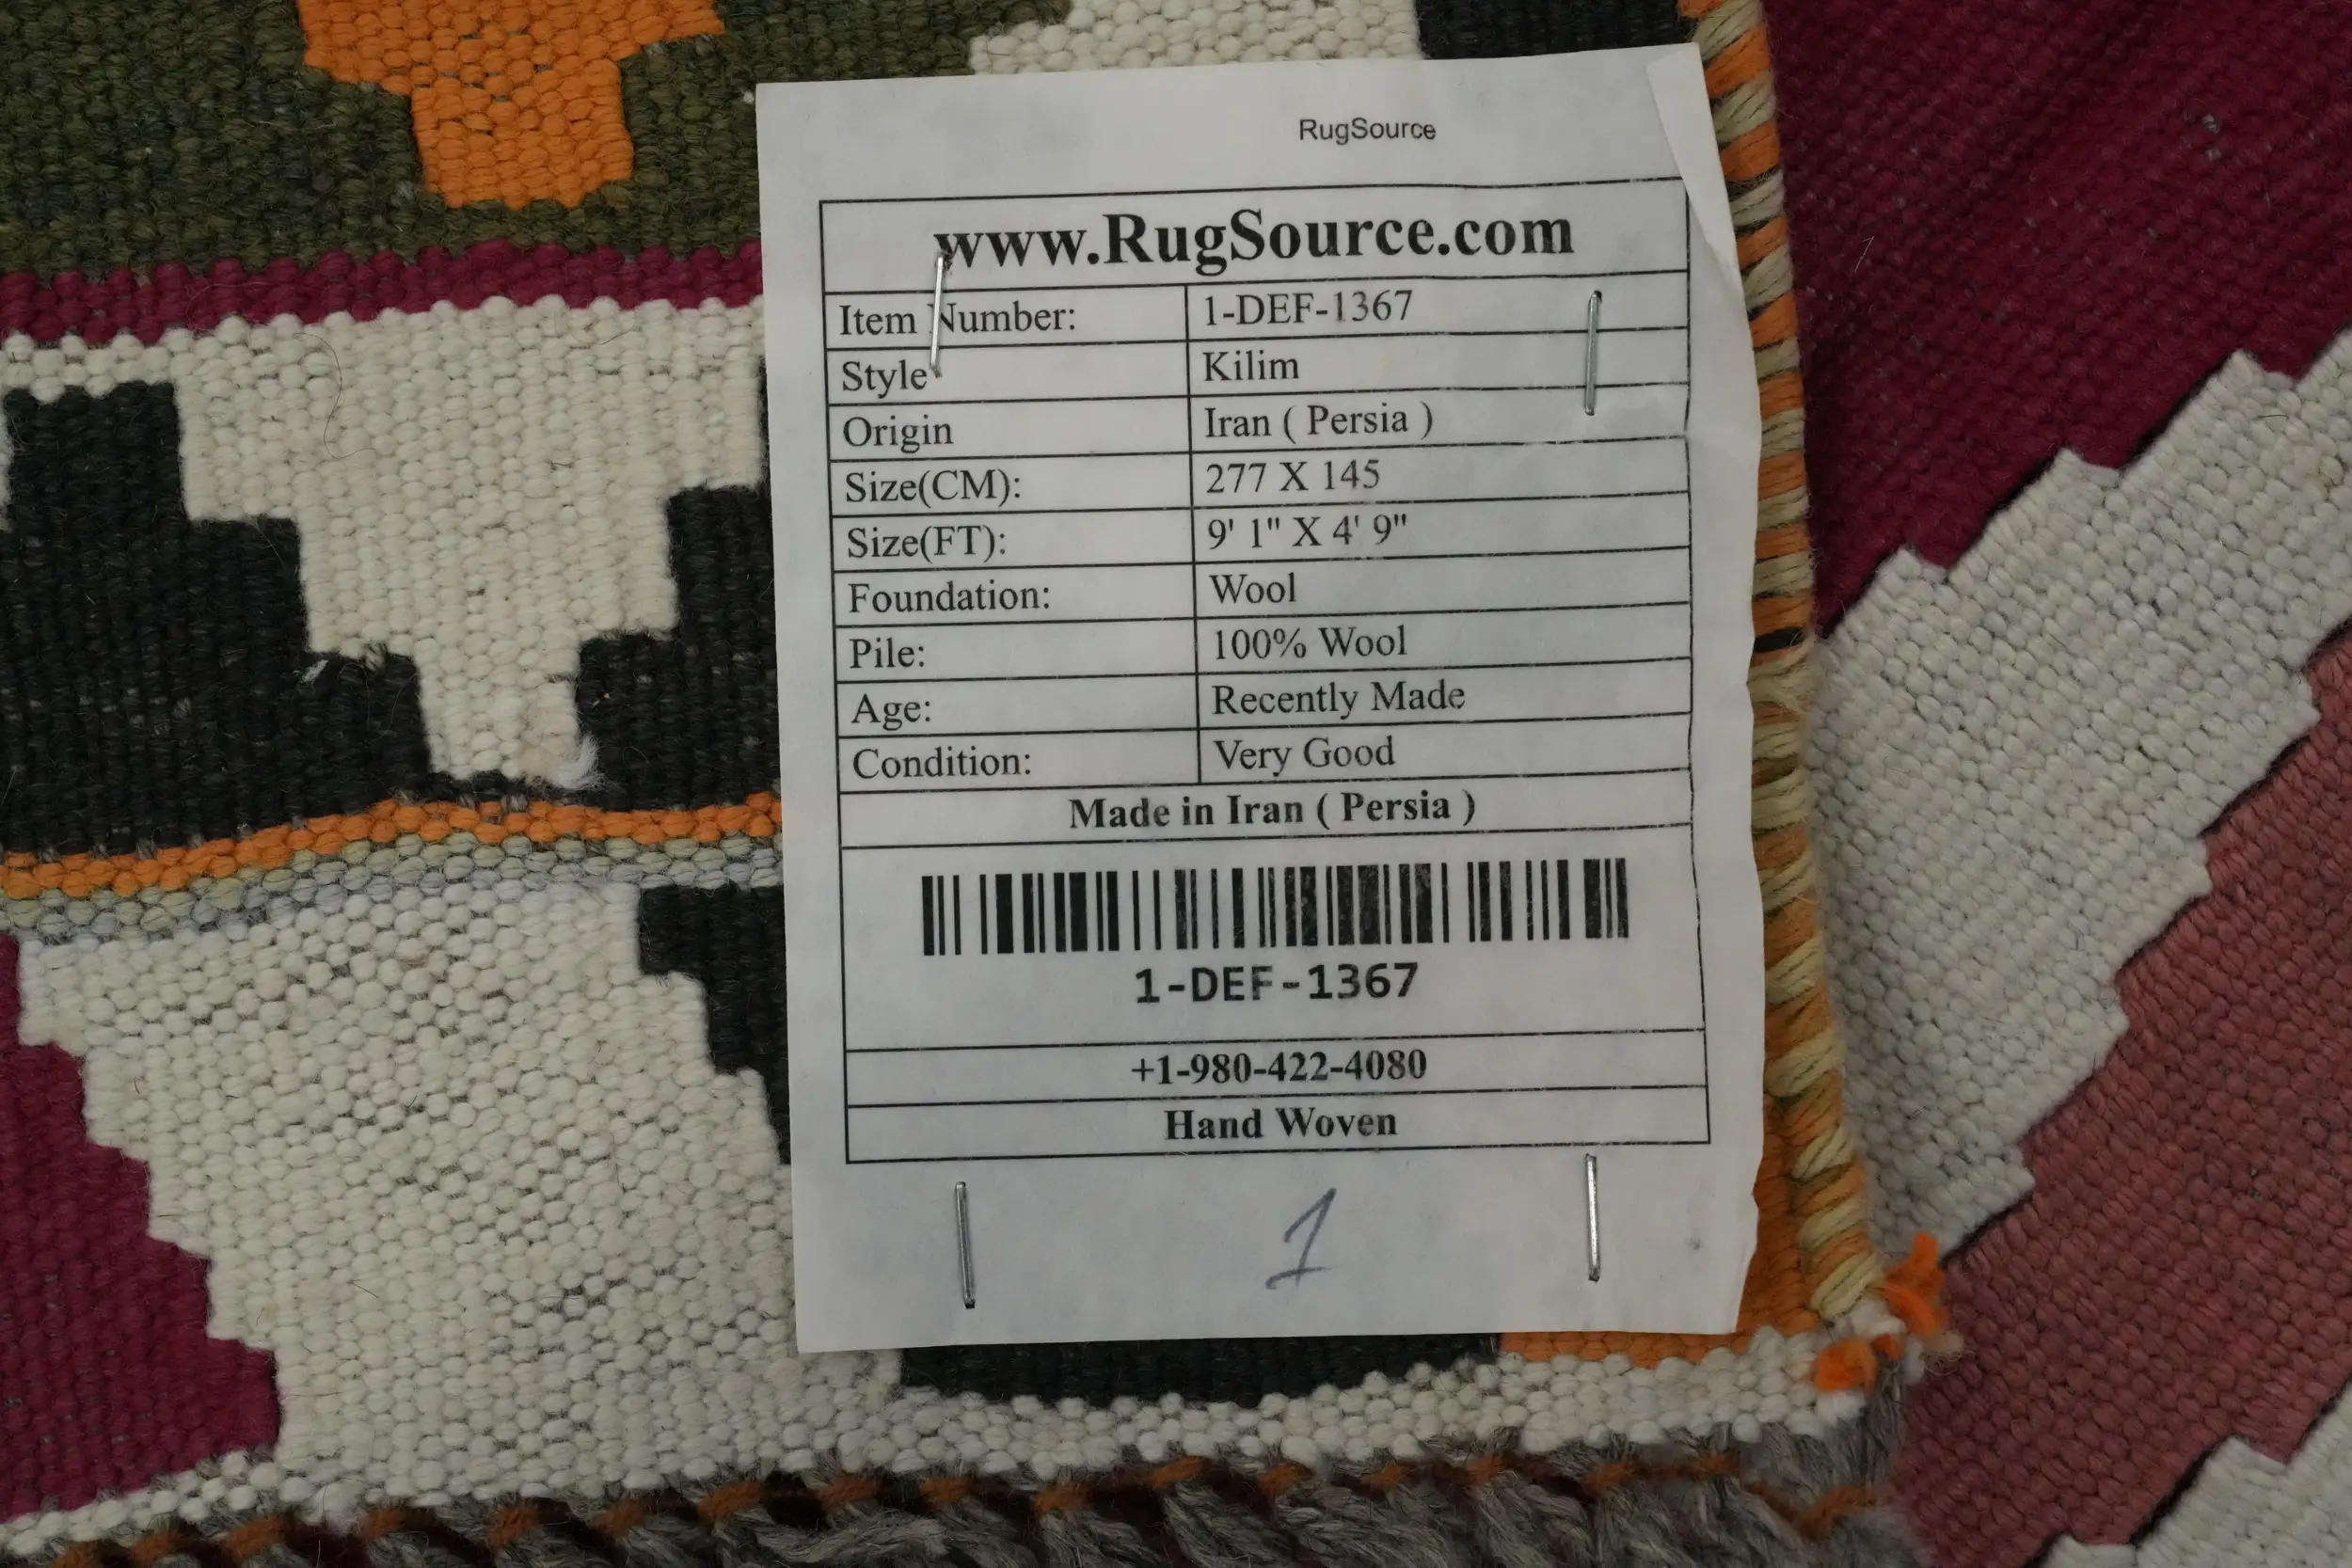 RugSource
www.RugSource.com
Item Number: 1-DEF-1367
Style Kilim
Origin Iran ( Persia )
Size(CM): 277 X 145
Size(FT): 9' 1" X 4' 9"
Foundation: Wool
Pile: 100% Wool
Age: Recently Made
Condition: Very Good
Made in Iran ( Persia )
1-DEF-1367
+1-980-422-4080
Hand Woven
1